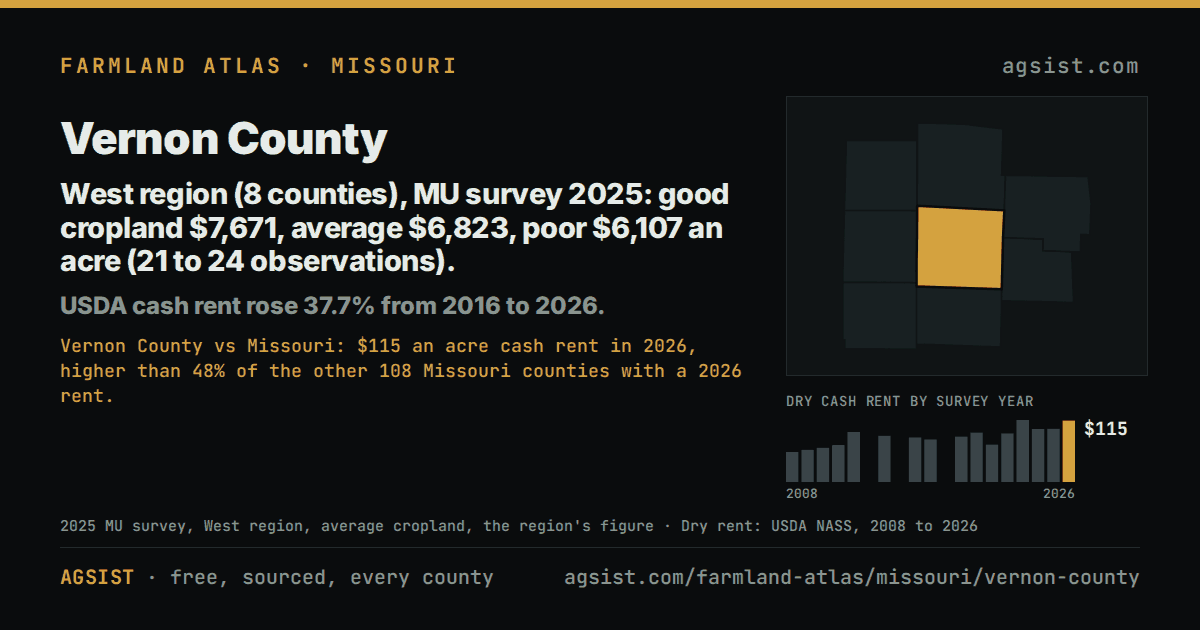 FARMLAND ATLAS · MISSOURI
agsist.com
Vernon County
West region (8 counties), MU survey 2025: good
cropland $7,671, average $6,823, poor $6,107 an
acre (21 to 24 observations).
USDA cash rent rose 37.7% from 2016 to 2026.
Vernon County vs Missouri: $115 an acre cash rent in 2026,
higher than 48% of the other 108 Missouri counties with a 2026
rent.
DRY CASH RENT BY SURVEY YEAR
$115
2008
2026
2025 MU survey, West region, average cropland, the region's figure · Dry rent: USDA NASS, 2008 to 2026
AGSIST · free, sourced, every county
agsist.com/farmland-atlas/missouri/vernon-county